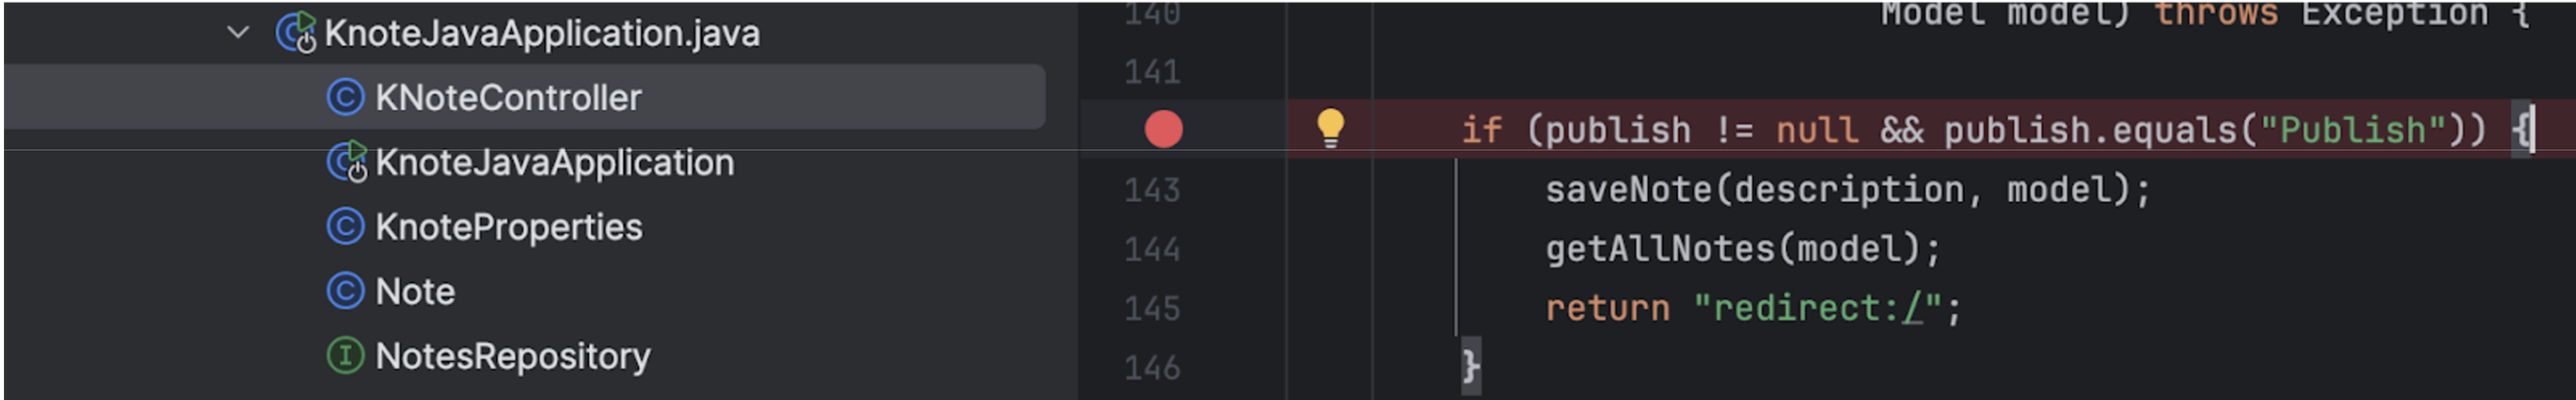 KnoteJavaApplication.java
KNoteController
KnoteJavaApplication
KnoteProperties
Note
NotesRepository
140 Model model) throws Exception {
141
if (publish != null && publish.equals("Publish")) {
143 saveNote(description, model);
144 getAllNotes(model);
145 return "redirect:/";
146 }